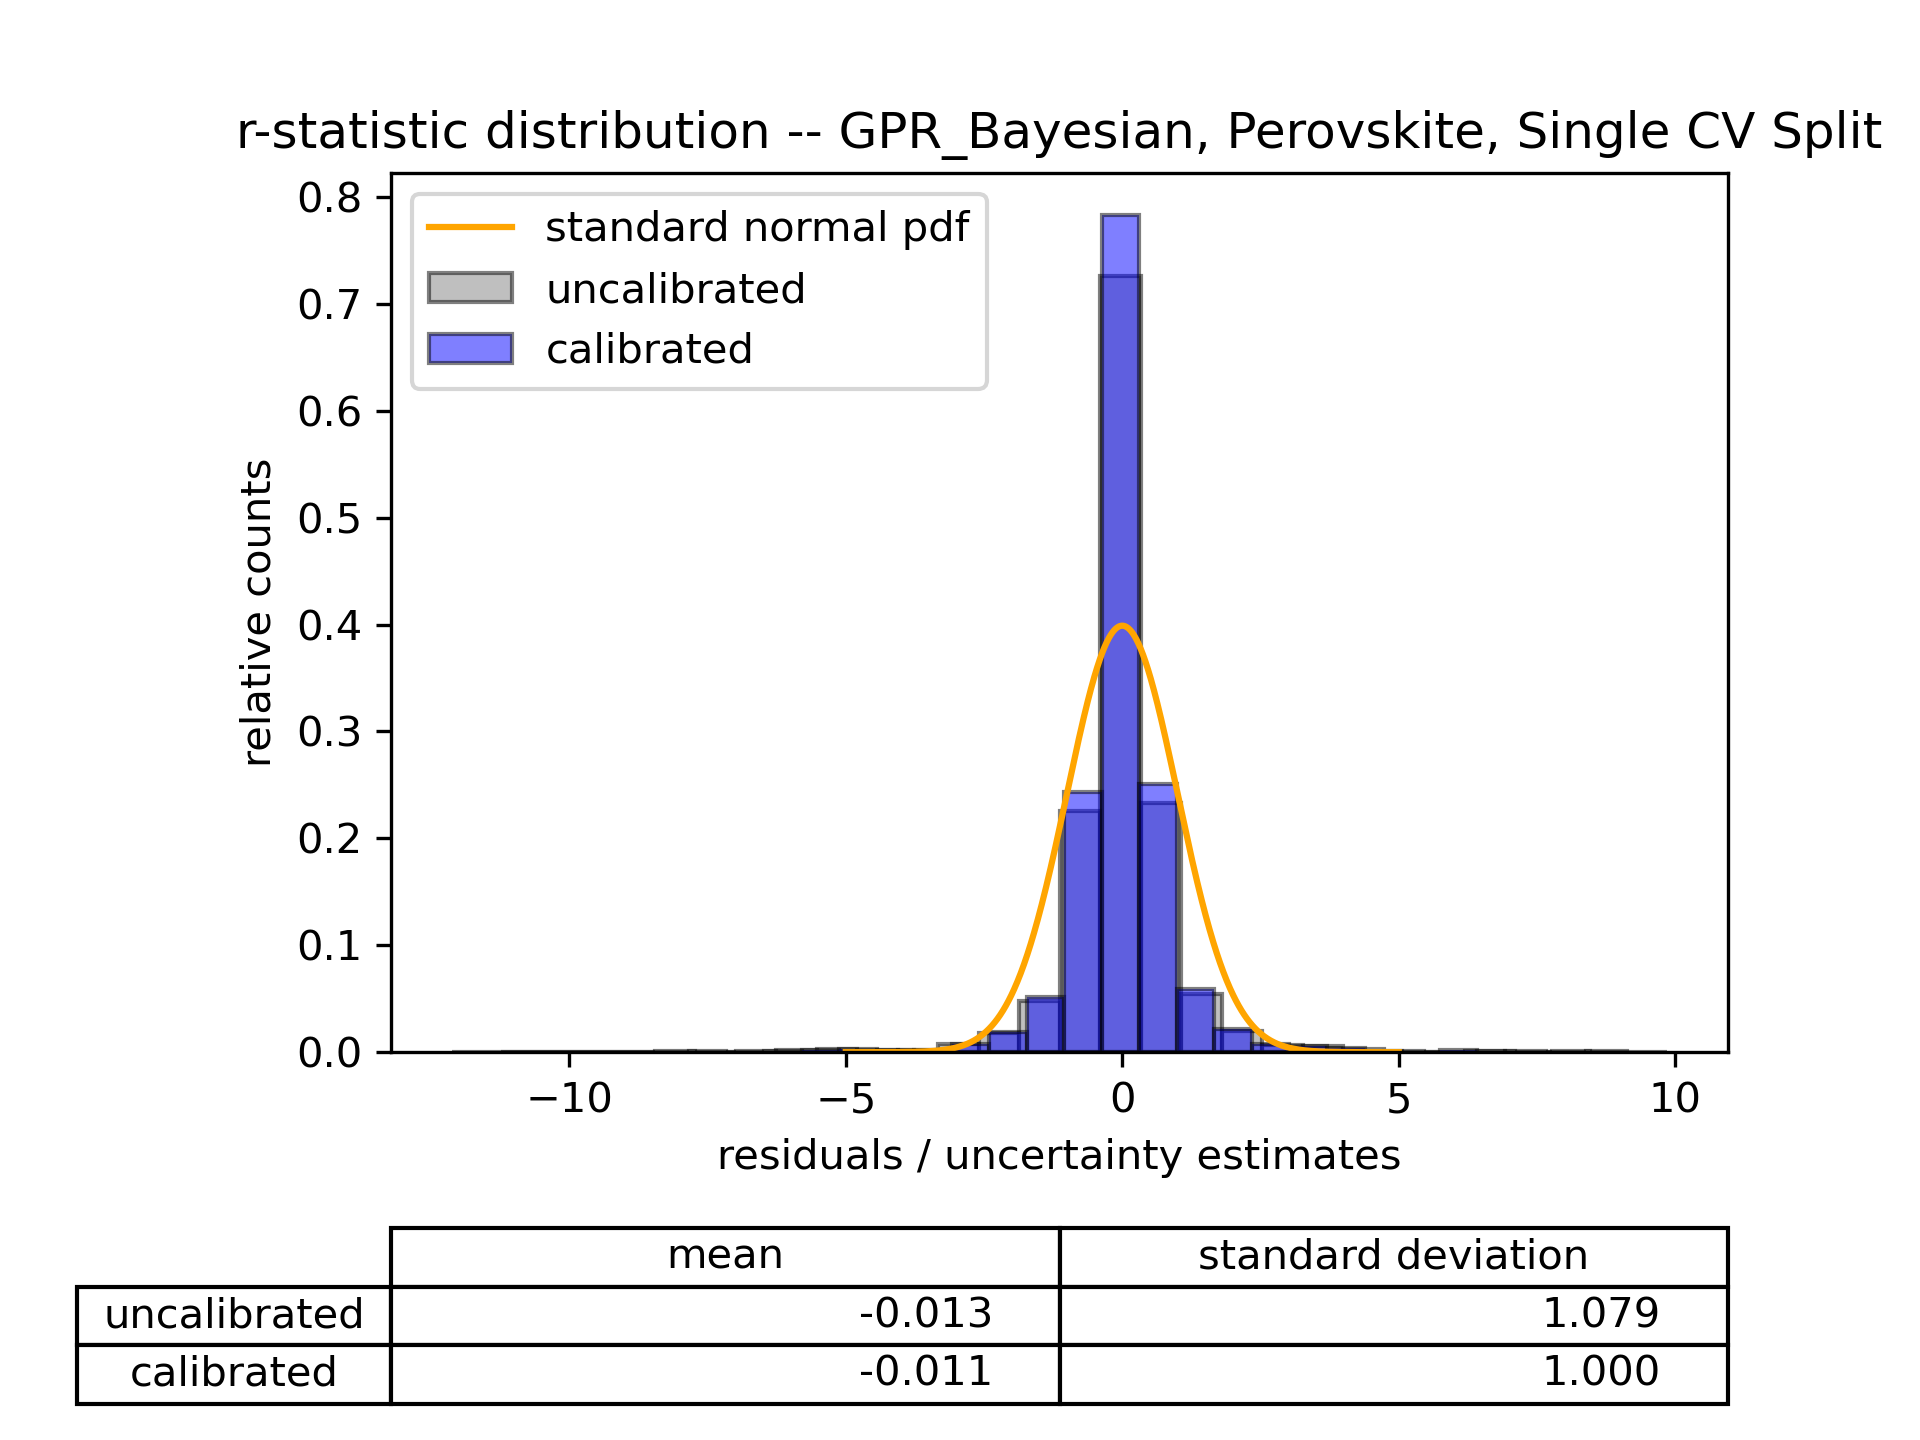 r-statistic distribution -- GPR_Bayesian, Perovskite, Single CV Split
standard normal pdf
uncalibrated
calibrated
0.8
0.7
0.6
0.5
0.4
0.3
0.2
0.1
0.0
relative counts
−10 −5 0 5 10
residuals / uncertainty estimates
mean standard deviation
uncalibrated -0.013 1.079
calibrated -0.011 1.000